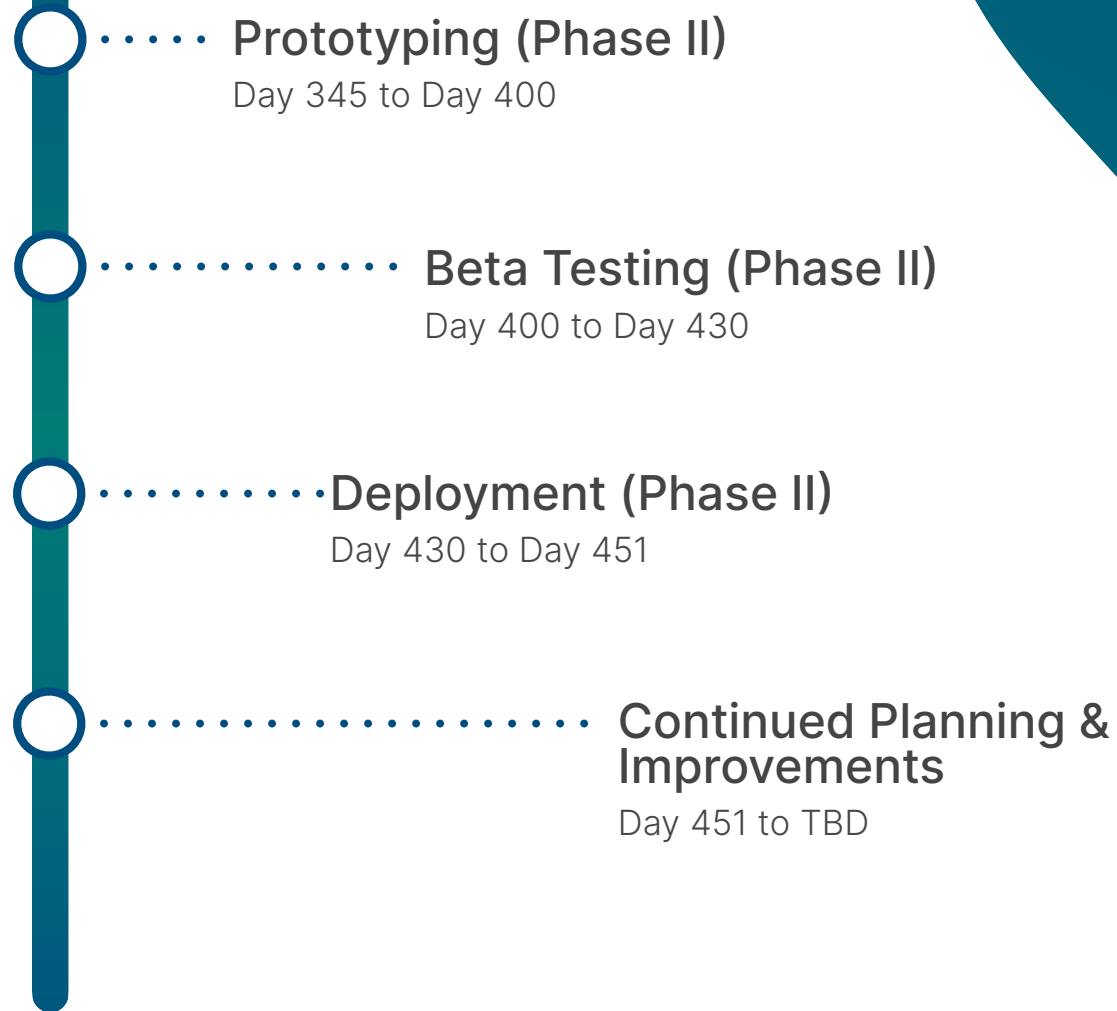 Prototyping (Phase II)
Day 345 to Day 400
Beta Testing (Phase II)
Day 400 to Day 430
Deployment (Phase II)
Day 430 to Day 451
Continued Planning &
Improvements
Day 451 to TBD